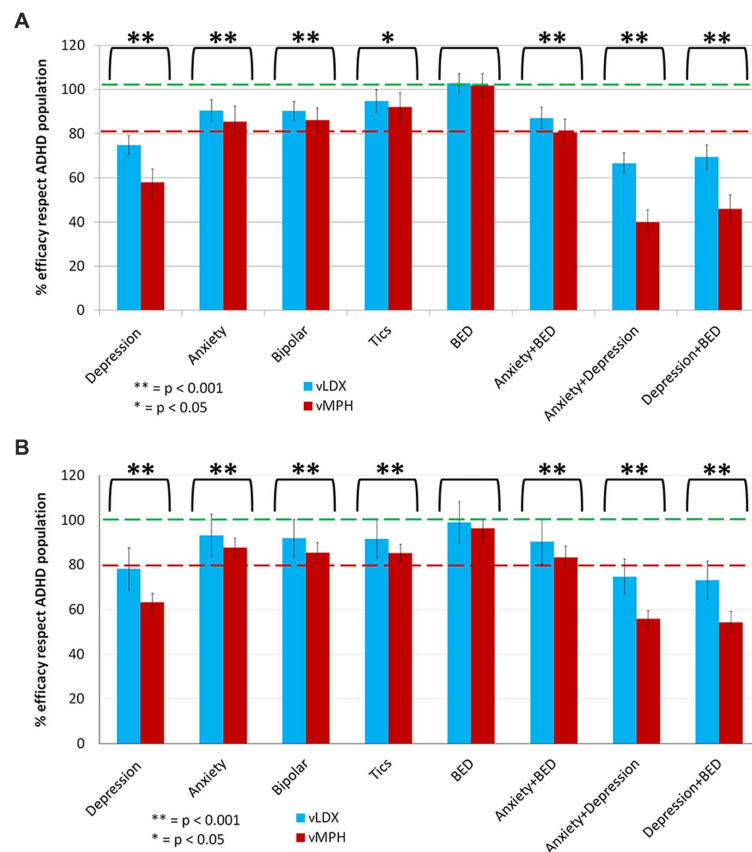 A
** ** ** * ** ** **
120
100
80
60
40
20
0
% efficacy respect ADHD population
Depression
Anxiety
Bipolar
Tics
BED
Anxiety+BED
Anxiety+Depression
Depression+BED
** = p < 0.001
* = p < 0.05
vLDX
vMPH
B
** ** ** ** ** ** **
120
100
80
60
40
20
0
% efficacy respect ADHD population
Depression
Anxiety
Bipolar
Tics
BED
Anxiety+BED
Anxiety+Depression
Depression+BED
** = p < 0.001
* = p < 0.05
vLDX
vMPH